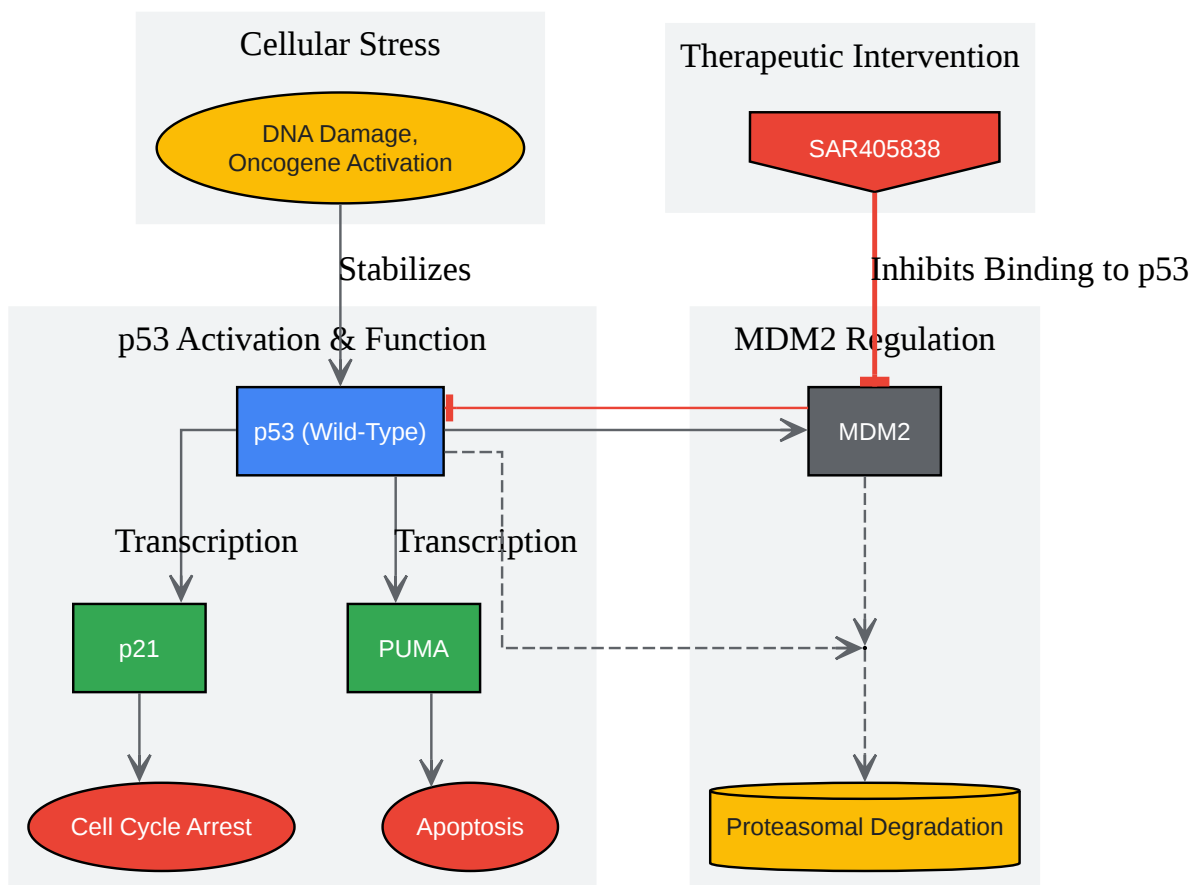 Cellular Stress
Therapeutic Intervention
DNA Damage,
Oncogene Activation
SAR405838
Stabilizes
Inhibits Binding to p53
p53 Activation & Function
MDM2 Regulation
p53 (Wild-Type)
MDM2
Transcription
Transcription
p21
PUMA
Cell Cycle Arrest
Apoptosis
Proteasomal Degradation